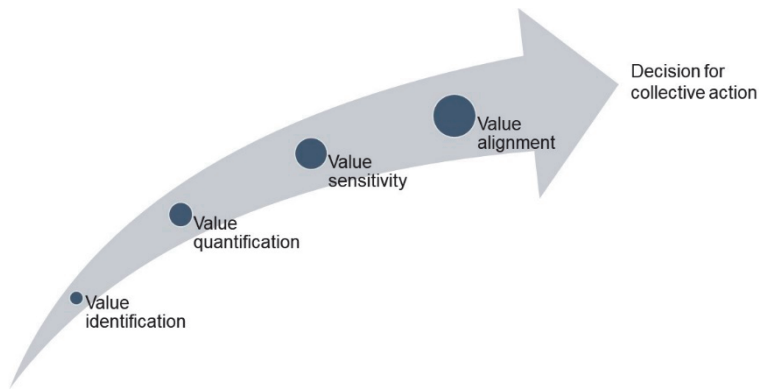 Decision for
collective action
Value
alignment
Value
sensitivity
Value
quantification
Value
identification